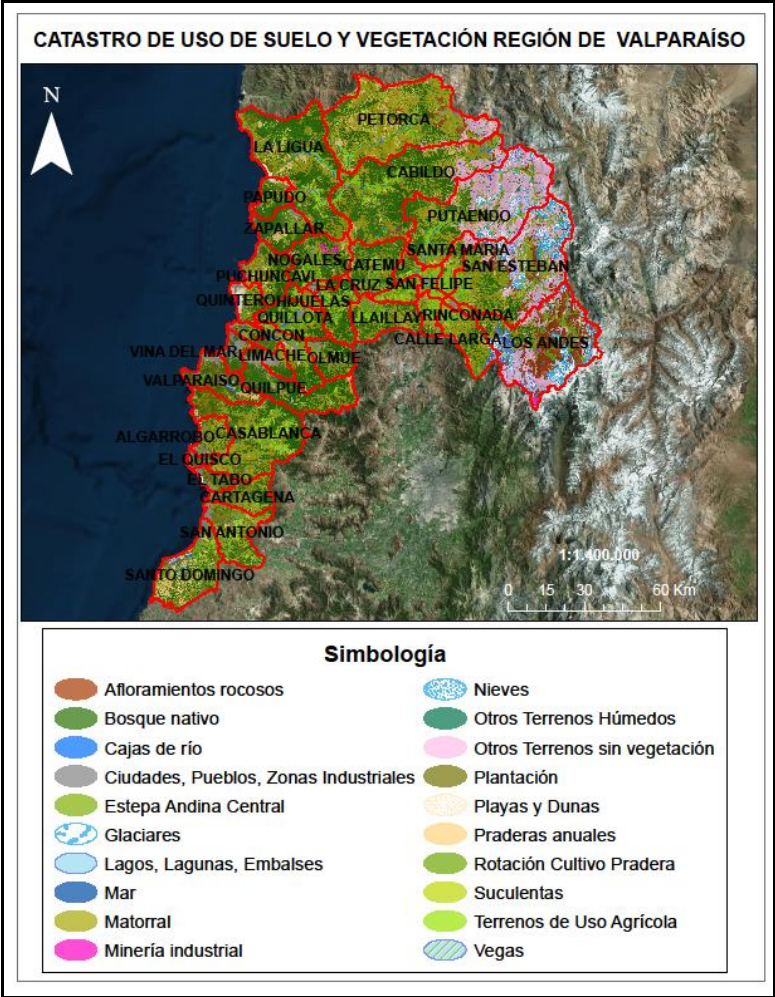 CATASTRO DE USO DE SUELO Y VEGETACIÓN REGIÓN DE VALPARAÍSO
N
PETORCA
LA LIGUA
CABILDO
PAPUDO
PUTAENDO
ZAPALLAR
SANTA MARIA
NOGALES
CATEMU
SAN ESTEBAN
PUCHUNCAVI
LA CRUZ
SAN FELIPE
QUINTERO
HIJUELAS
QUILLOTA
LLAILLAY
RINCONADA
CONCON
CALLE LARGA
LOS ANDES
VINA DEL MAR
LIMACHE
OLMUE
VALPARAISO
QUILPUE
ALGARROBO
CASABLANCA
EL QUISCO
EL TABO
CARTAGENA
SAN ANTONIO
SANTO DOMINGO
1:1.400.000
0 15 30 60 Km
Simbología
Afloramientos rocosos
Bosque nativo
Cajas de río
Ciudades, Pueblos, Zonas Industriales
Estepa Andina Central
Glaciares
Lagos, Lagunas, Embalses
Mar
Matorral
Minería industrial
Nieves
Otros Terrenos Húmedos
Otros Terrenos sin vegetación
Plantación
Playas y Dunas
Praderas anuales
Rotación Cultivo Pradera
Suculentas
Terrenos de Uso Agrícola
Vegas